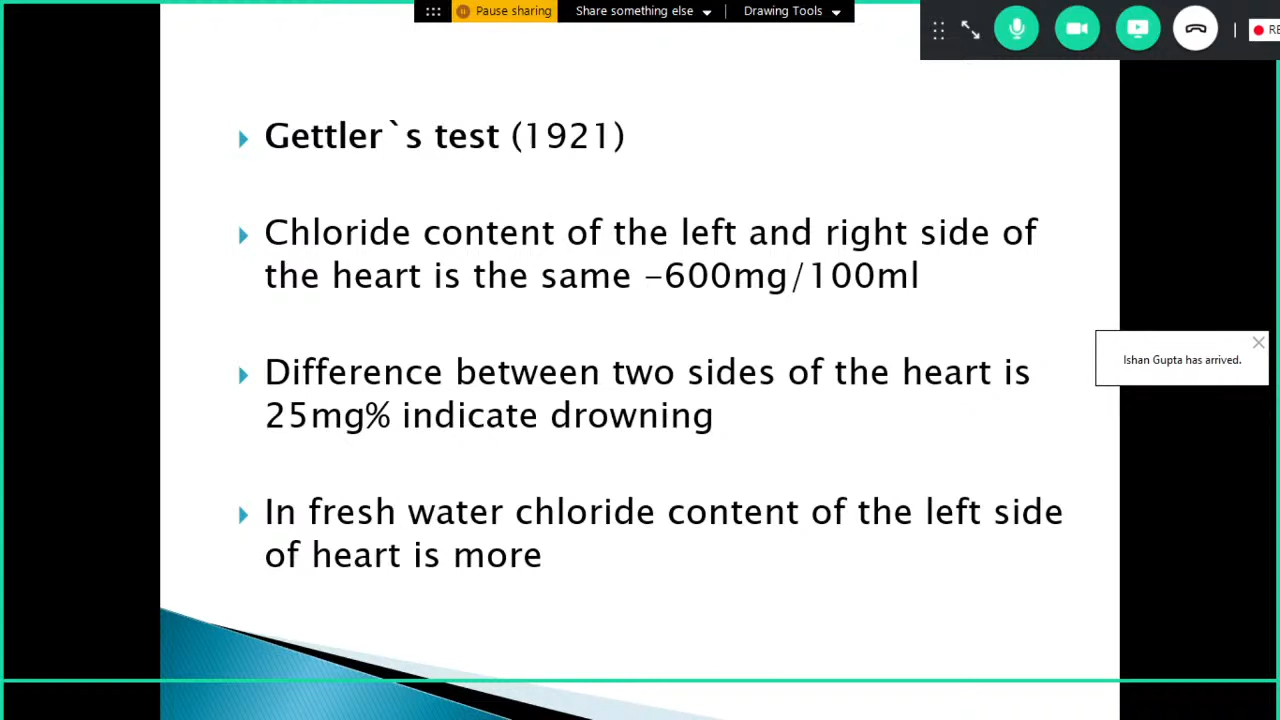 Pause sharing
Share something else
Drawing Tools
RE
Gettler`s test (1921)
Chloride content of the left and right side of
the heart is the same -600mg/100ml
Ishan Gupta has arrived.
Difference between two sides of the heart is
25mg% indicate drowning
In fresh water chloride content of the left side
of heart is more